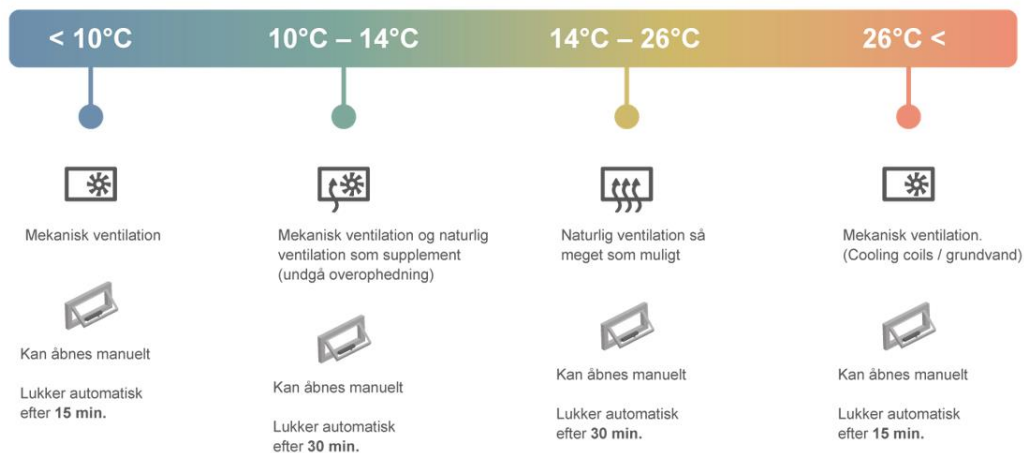 < 10°C
10°C – 14°C
14°C – 26°C
26°C <
Mekanisk ventilation
Kan åbnes manuelt
Lukker automatisk
efter 15 min.
Mekanisk ventilation og naturlig
ventilation som supplement
(undgå overophedning)
Kan åbnes manuelt
Lukker automatisk
efter 30 min.
Naturlig ventilation så
meget som muligt
Kan åbnes manuelt
Lukker automatisk
efter 30 min.
Mekanisk ventilation.
(Cooling coils / grundvand)
Kan åbnes manuelt
Lukker automatisk
efter 15 min.